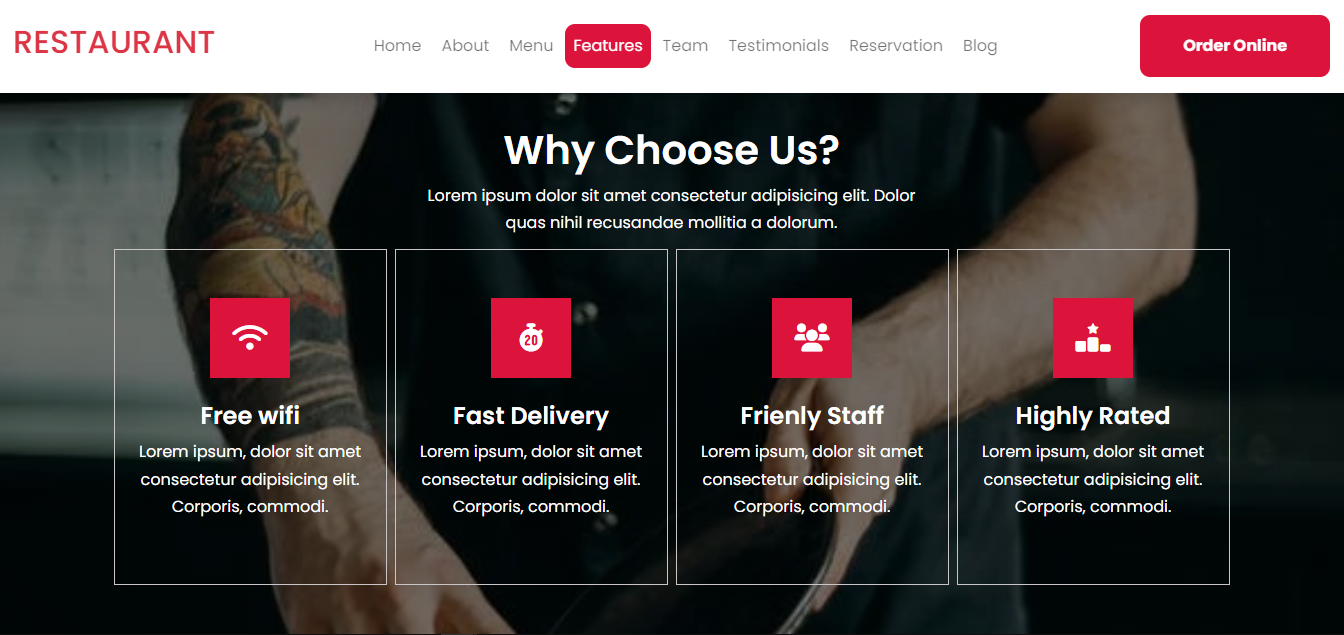 RESTAURANT
Home About Menu Features Team Testimonials Reservation Blog
Order Online
Why Choose Us?
Lorem ipsum dolor sit amet consectetur adipisicing elit. Dolor
quas nihil recusandae mollitia a dolorum.
20
Free wifi
Lorem ipsum, dolor sit amet
consectetur adipisicing elit.
Corporis, commodi.
Fast Delivery
Lorem ipsum, dolor sit amet
consectetur adipisicing elit.
Corporis, commodi.
Frienly Staff
Lorem ipsum, dolor sit amet
consectetur adipisicing elit.
Corporis, commodi.
Highly Rated
Lorem ipsum, dolor sit amet
consectetur adipisicing elit.
Corporis, commodi.